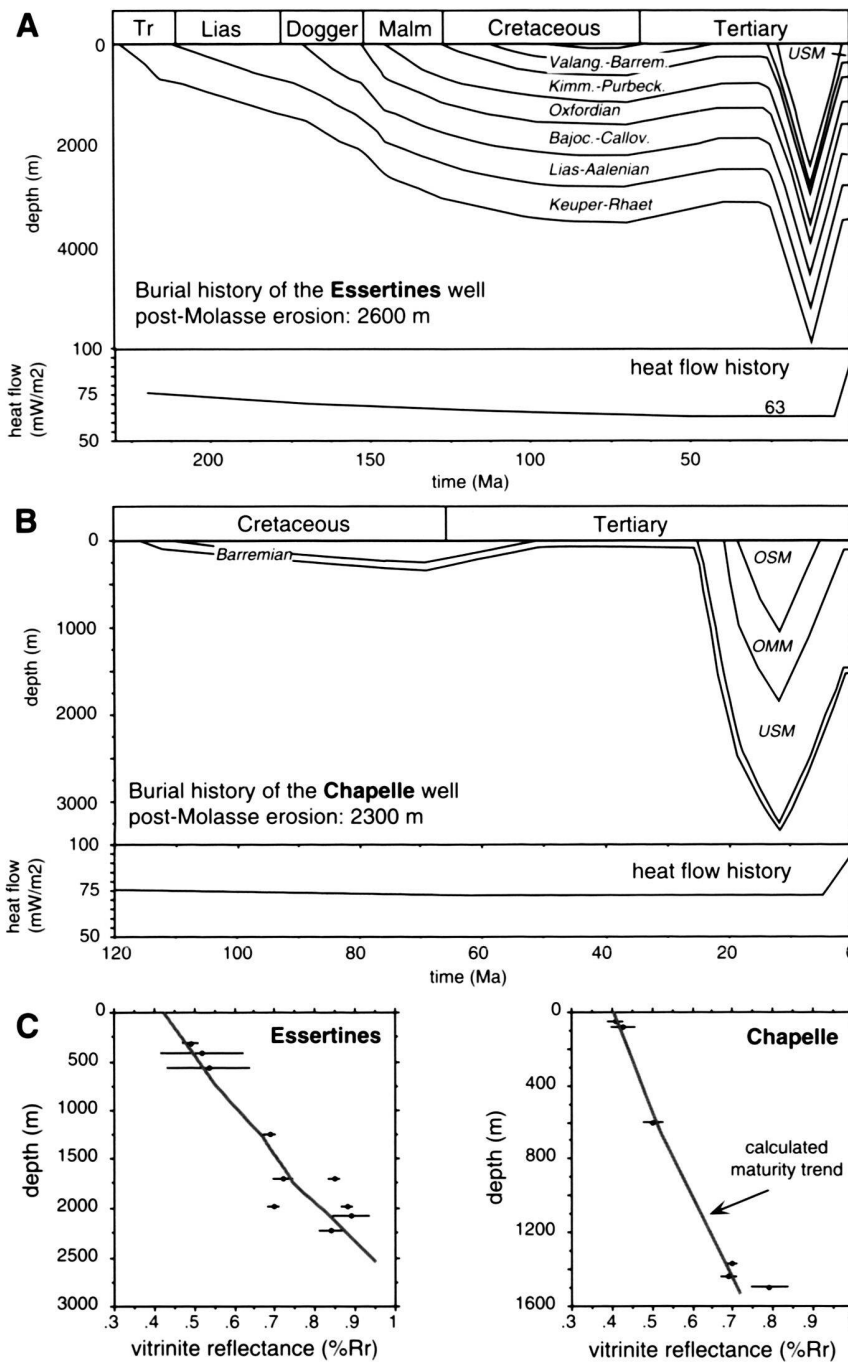 A
Tr Lias Dogger Malm Cretaceous Tertiary
0
2000
4000
depth (m)
USM
Valang.-Barrem.
Kimm.-Purbeck.
Oxfordian
Bajoc.-Callov.
Lias-Aalenian
Keuper-Rhaet
Burial history of the Essertines well
post-Molasse erosion: 2600 m
100
75
50
heat flow
(mW/m2)
heat flow history
63
200 150 100 50
time (Ma)
B
Cretaceous Tertiary
0
1000
2000
3000
depth (m)
Barremian
OSM
OMM
USM
Burial history of the Chapelle well
post-Molasse erosion: 2300 m
100
75
50
heat flow
(mW/m2)
heat flow history
120 100 80 60 40 20
time (Ma)
C
Essertines
0
500
1000
1500
2000
2500
3000
depth (m)
.3 .4 .5 .6 .7 .8 .9 1
vitrinite reflectance (%Rr)
Chapelle
0
400
800
1200
1600
depth (m)
calculated
maturity trend
.3 .4 .5 .6 .7 .8 .9
vitrinite reflectance (%Rr)